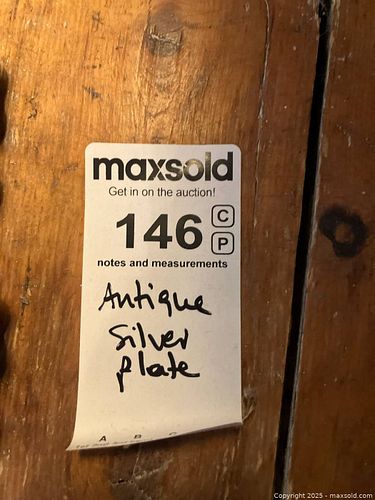 maxsold
Get in on the auction!
146 C
P
notes and measurements
Antique
Silver
plate
A B C
Copyright © 2025 - maxsold.com